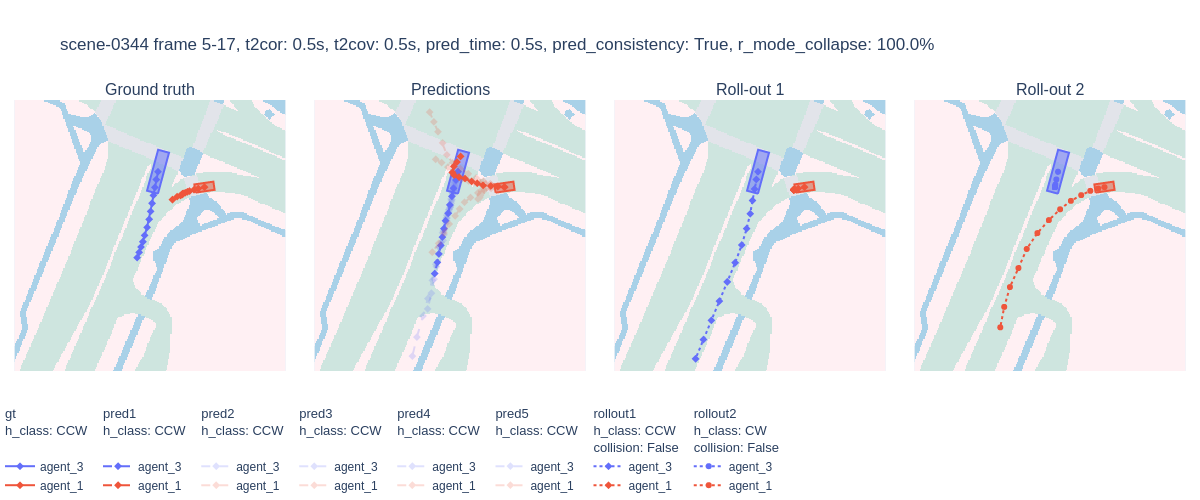 scene-0344 frame 5-17, t2cor: 0.5s, t2cov: 0.5s, pred_time: 0.5s, pred_consistency: True, r_mode_collapse: 100.0%
Ground truth
Predictions
Roll-out 1
Roll-out 2
gt
h_class: CCW
agent_3
agent_1
pred1
h_class: CCW
agent_3
agent_1
pred2
h_class: CCW
agent_3
agent_1
pred3
h_class: CCW
agent_3
agent_1
pred4
h_class: CCW
agent_3
agent_1
pred5
h_class: CCW
agent_3
agent_1
rollout1
h_class: CCW
collision: False
agent_3
agent_1
rollout2
h_class: CW
collision: False
agent_3
agent_1